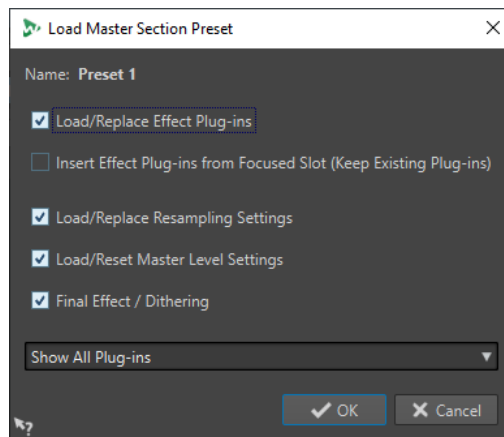 Load Master Section Preset
Name: Preset 1
Load/Replace Effect Plug-ins
Insert Effect Plug-ins from Focused Slot (Keep Existing Plug-ins)
Load/Replace Resampling Settings
Load/Reset Master Level Settings
Final Effect / Dithering
Show All Plug-ins
OK Cancel
?